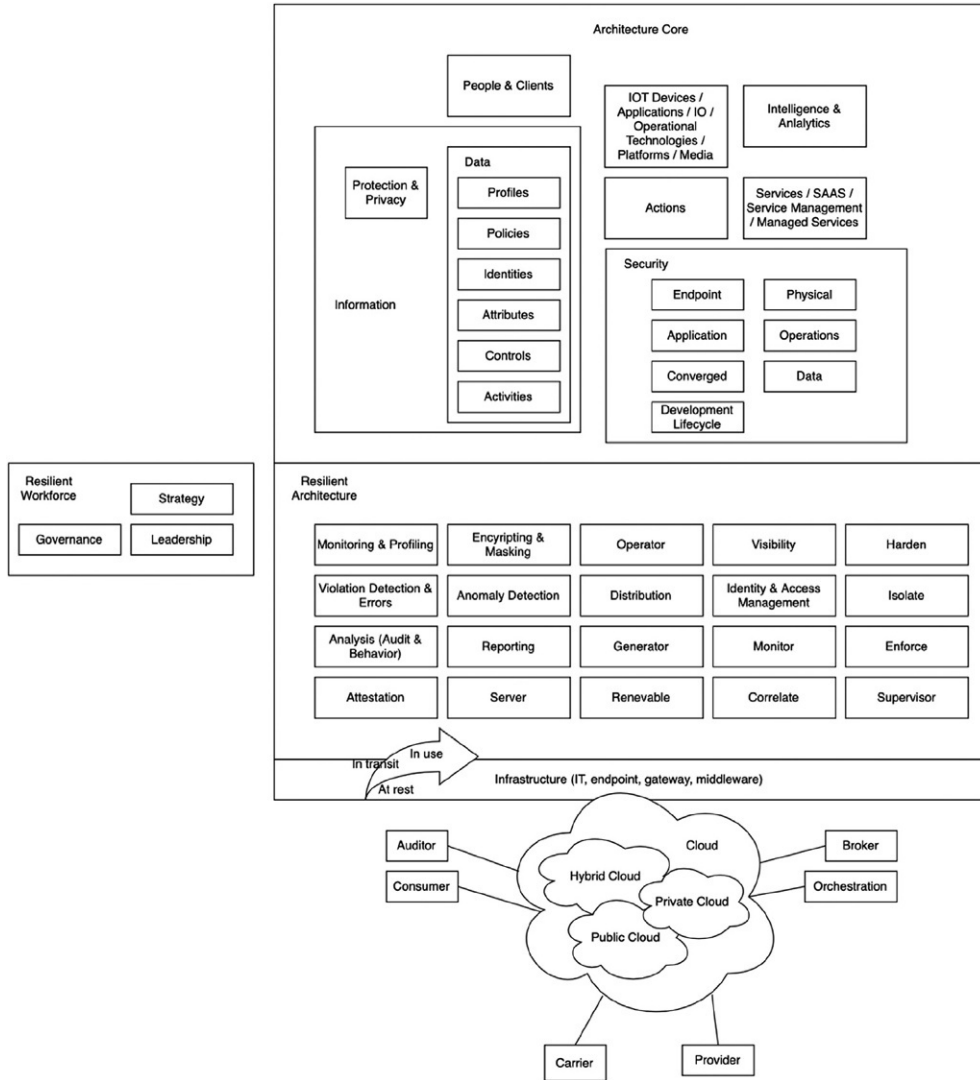 Architecture Core
People & Clients
IOT Devices /
Applications / IO /
Operational
Technologies /
Platforms / Media
Intelligence &
Anlalytics
Protection &
Privacy
Information
Data
Profiles
Policies
Identities
Attributes
Controls
Activities
Actions
Services / SAAS /
Service Management
/ Managed Services
Security
Endpoint
Physical
Application
Operations
Converged
Data
Development
Lifecycle
Resilient
Workforce
Strategy
Governance
Leadership
Resilient
Architecture
Monitoring & Profiling
Encyripting &
Masking
Operator
Visibility
Harden
Violation Detection &
Errors
Anomaly Detection
Distribution
Identity & Access
Management
Isolate
Analysis (Audit &
Behavior)
Reporting
Generator
Monitor
Enforce
Attestation
Server
Renevable
Correlate
Supervisor
In use
In transit
At rest
Infrastructure (IT, endpoint, gateway, middleware)
Auditor
Consumer
Cloud
Hybrid Cloud
Private Cloud
Public Cloud
Broker
Orchestration
Carrier
Provider